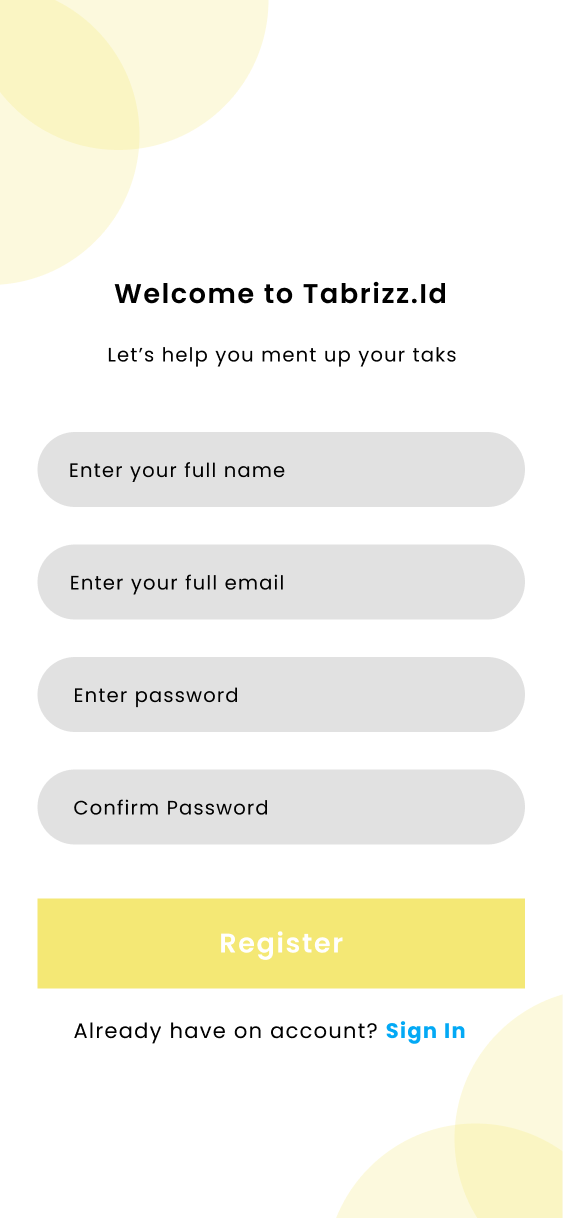 Welcome to Tabrizz.Id
Let’s help you ment up your taks
Enter your full name
Enter your full email
Enter password
Confirm Password
Register
Already have on account? Sign In